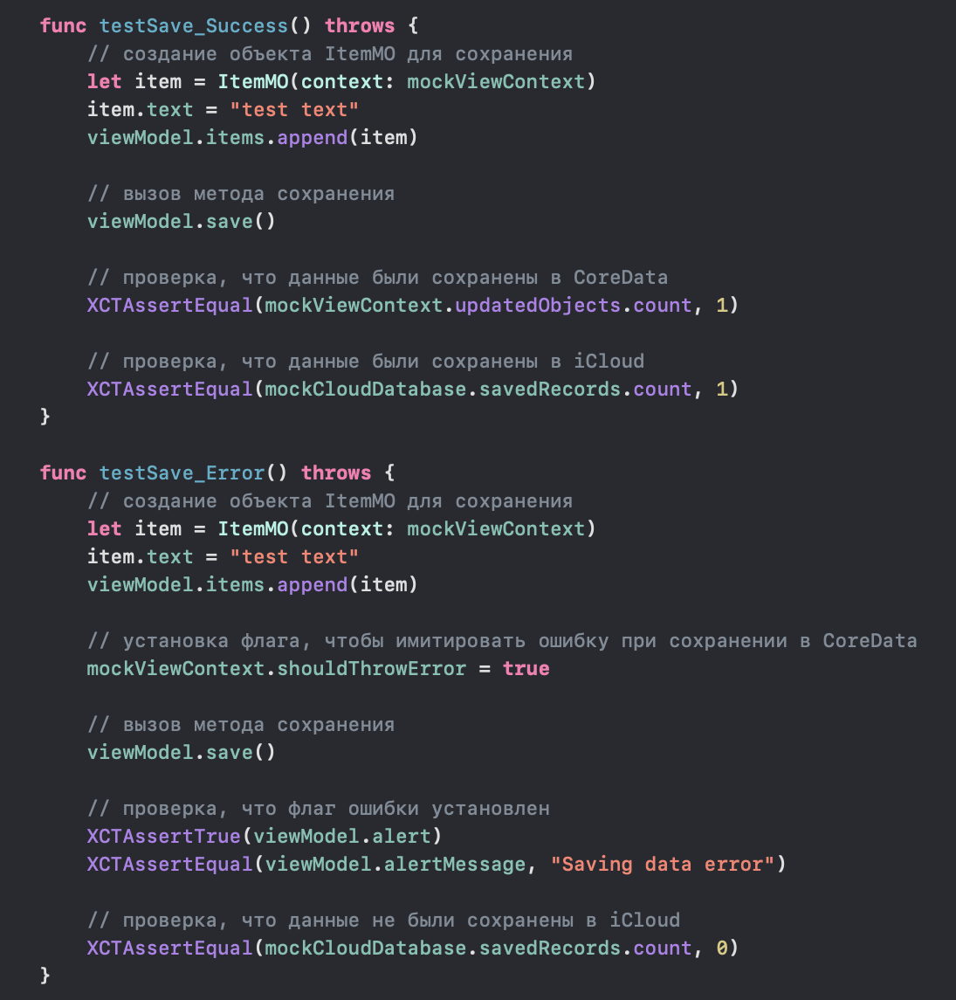 func testSave_Success() throws {
// создание объекта ItemMO для сохранения
let item = ItemMO(context: mockViewContext)
item.text = "test text"
viewModel.items.append(item)
// вызов метода сохранения
viewModel.save()
// проверка, что данные были сохранены в CoreData
XCTAssertEqual(mockViewContext.updatedObjects.count, 1)
// проверка, что данные были сохранены в iCloud
XCTAssertEqual(mockCloudDatabase.savedRecords.count, 1)
}
func testSave_Error() throws {
// создание объекта ItemMO для сохранения
let item = ItemMO(context: mockViewContext)
item.text = "test text"
viewModel.items.append(item)
// установка флага, чтобы имитировать ошибку при сохранении в CoreData
mockViewContext.shouldThrowError = true
// вызов метода сохранения
viewModel.save()
// проверка, что флаг ошибки установлен
XCTAssertTrue(viewModel.alert)
XCTAssertEqual(viewModel.alertMessage, "Saving data error")
// проверка, что данные не были сохранены в iCloud
XCTAssertEqual(mockCloudDatabase.savedRecords.count, 0)
}